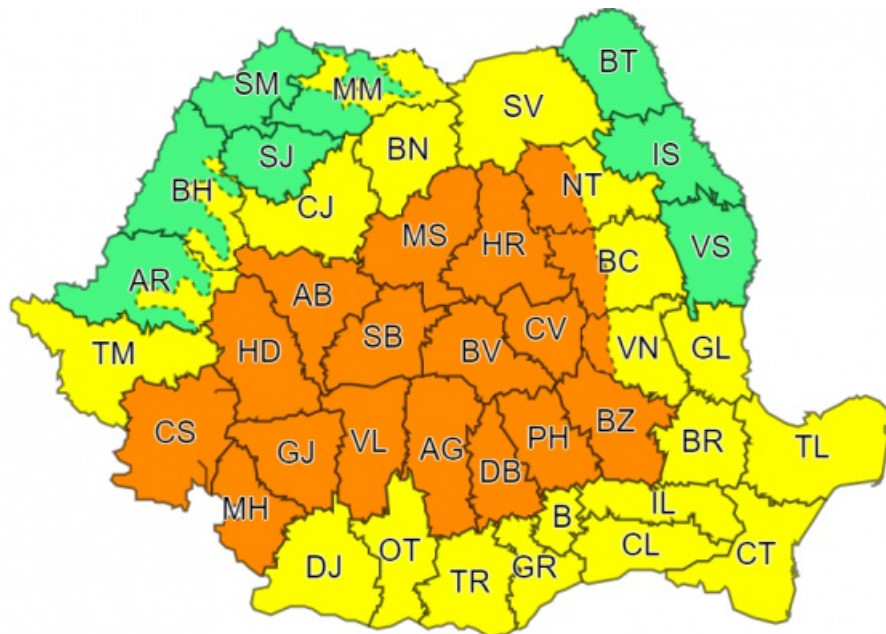 BT
SM
MM
SV
IS
SJ
BN
NT
BH
CJ
MS
HR
VS
BC
AR
AB
CV
SB
BV
HD
VN
GL
TM
CS
GJ
VL
AG
DB
PH
BZ
BR
TL
MH
IL
B
CL
CT
DJ
OT
TR
GR